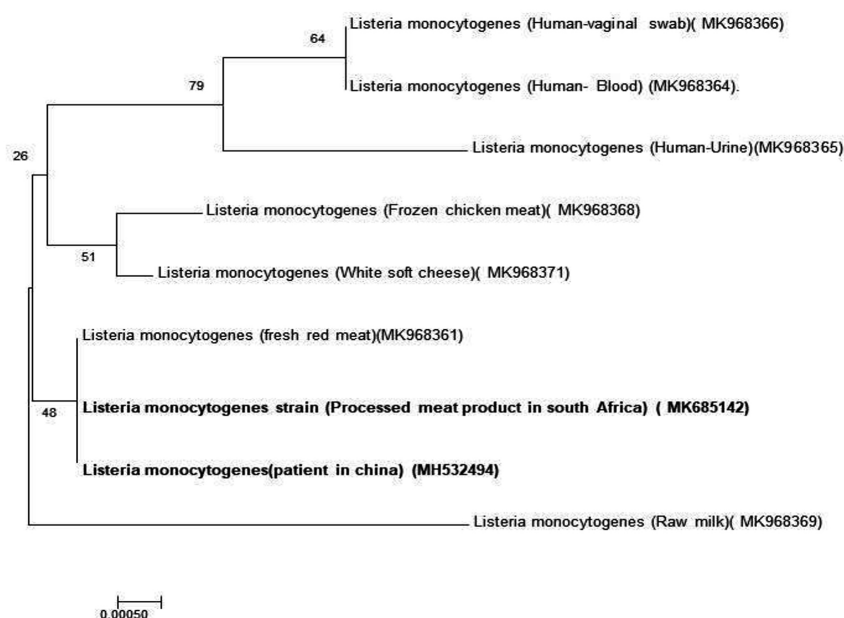 Listeria monocytogenes (Human-vaginal swab)( MK968366)
64
79
Listeria monocytogenes (Human- Blood) (MK968364).
Listeria monocytogenes (Human-Urine)(MK968365)
26
Listeria monocytogenes (Frozen chicken meat)( MK968368)
51
Listeria monocytogenes (White soft cheese)( MK968371)
Listeria monocytogenes (fresh red meat)(MK968361)
48
Listeria monocytogenes strain (Processed meat product in south Africa) ( MK685142)
Listeria monocytogenes(patient in china) (MH532494)
Listeria monocytogenes (Raw milk)( MK968369)
0.00050